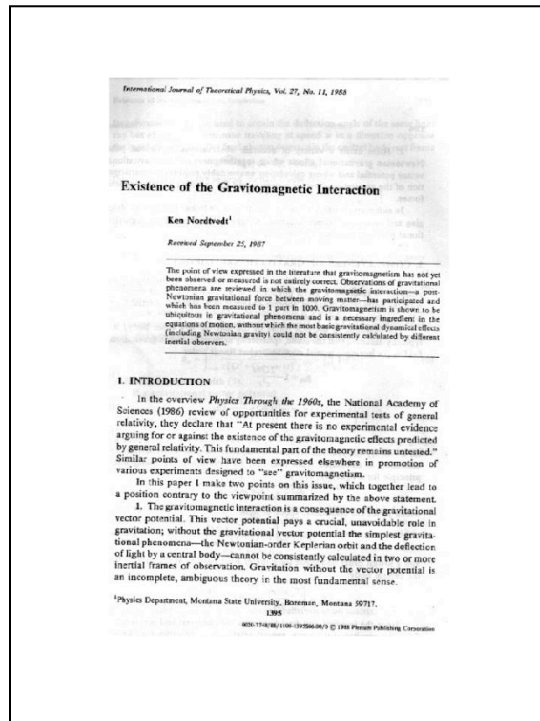 International Journal of Theoretical Physics, Vol. 27, No. 11, 1988
Existence of the Gravitomagnetic Interaction
Ken Nordtvedt¹
Received September 25, 1987
The point of view expressed in the literature that gravitomagnetism has not yet
been observed or measured is not entirely correct. Observations of gravitational
phenomena are reviewed in which the gravitomagnetic interaction—a post-
Newtonian gravitational force between moving matter—has participated and
which has been measured to 1 part in 1000. Gravitomagnetism is shown to be
ubiquitous in gravitational phenomena and is a necessary ingredient in the
equations of motion, without which the most basic gravitational dynamical effects
(including Newtonian gravity) could not be consistently calculated by different
inertial observers.
1. INTRODUCTION
In the overview Physics Through the 1960s, the National Academy of
Sciences (1986) review of opportunities for experimental tests of general
relativity, they declare that "At present there is no experimental evidence
arguing for or against the existence of the gravitomagnetic effects predicted
by general relativity. This fundamental part of the theory remains untested."
Similar points of view have been expressed elsewhere in promotion of
various experiments designed to "see" gravitomagnetism.
In this paper I make two points on this issue, which together lead to
a position contrary to the viewpoint summarized by the above statement.
1. The gravitomagnetic interaction is a consequence of the gravitational
vector potential. This vector potential pays a crucial, unavoidable role in
gravitation; without the gravitational vector potential the simplest gravita-
tional phenomena—the Newtonian-order Keplerian orbit and the deflection
of light by a central body—cannot be consistently calculated in two or more
inertial frames of observation. Gravitation without the vector potential is
an incomplete, ambiguous theory in the most fundamental sense.
¹Physics Department, Montana State University, Bozeman, Montana 59717.
1395
© 1988 Plenum Publishing Corporation